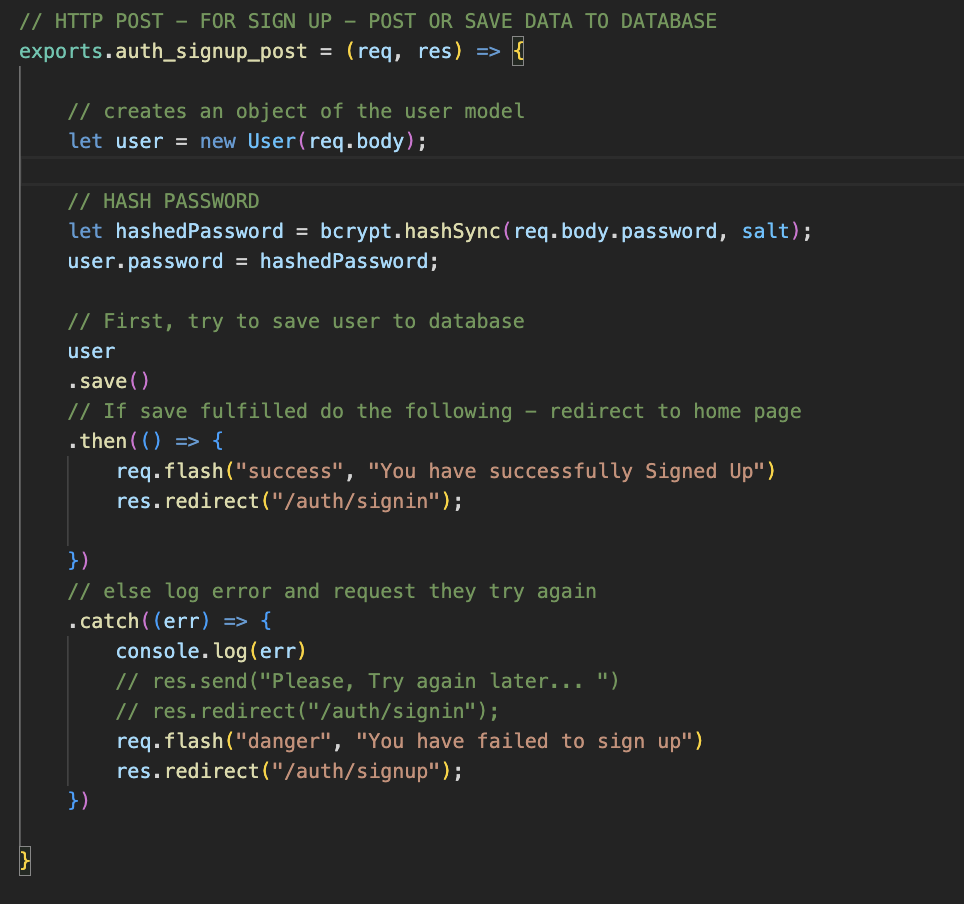 // HTTP POST - FOR SIGN UP - POST OR SAVE DATA TO DATABASE
exports.auth_signup_post = (req, res) => {
// creates an object of the user model
let user = new User(req.body);
// HASH PASSWORD
let hashedPassword = bcrypt.hashSync(req.body.password, salt);
user.password = hashedPassword;
// First, try to save user to database
user
.save()
// If save fulfilled do the following - redirect to home page
.then(() => {
req.flash("success", "You have successfully Signed Up")
res.redirect("/auth/signin");
})
// else log error and request they try again
.catch((err) => {
console.log(err)
// res.send("Please, Try again later... ")
// res.redirect("/auth/signin");
req.flash("danger", "You have failed to sign up")
res.redirect("/auth/signup");
})
}